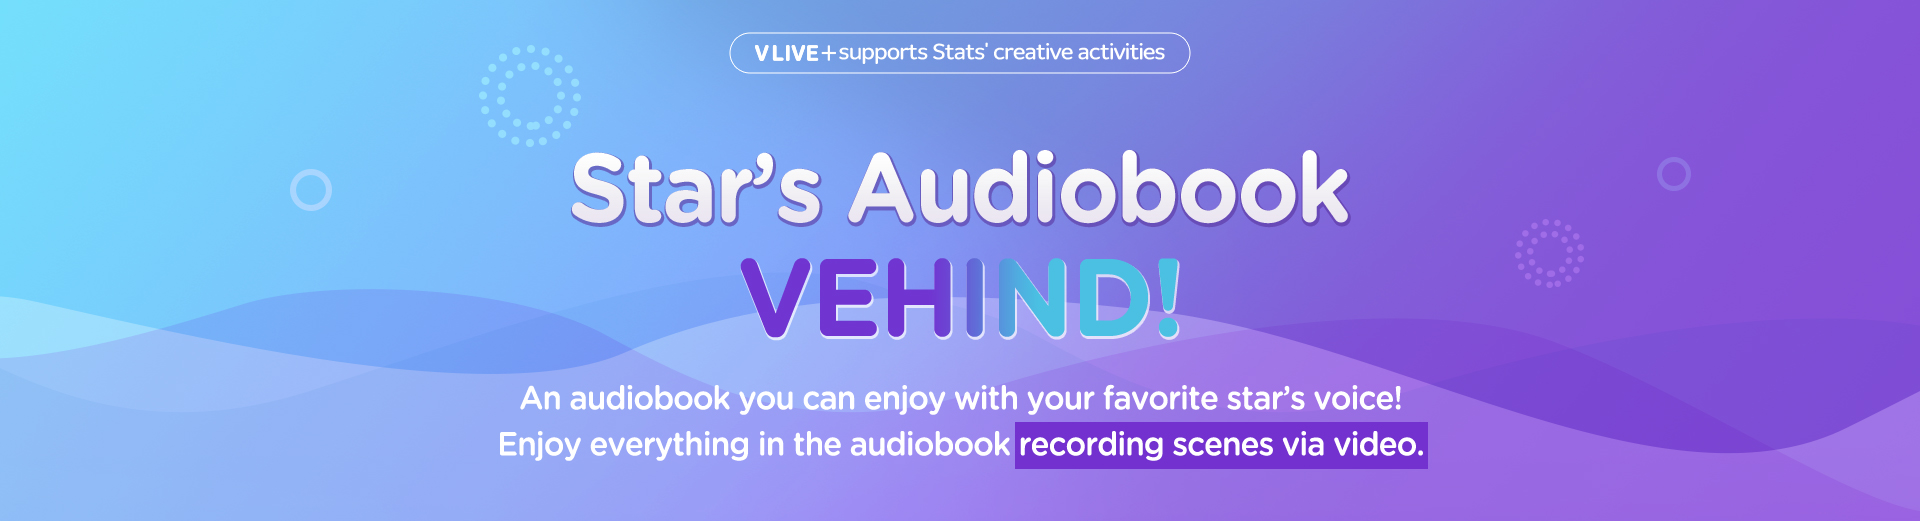 V LIVE+ supports Stats' creative activities
Star’s Audiobook
VEHIND!
An audiobook you can enjoy with your favorite star’s voice!
Enjoy everything in the audiobook recording scenes via video.